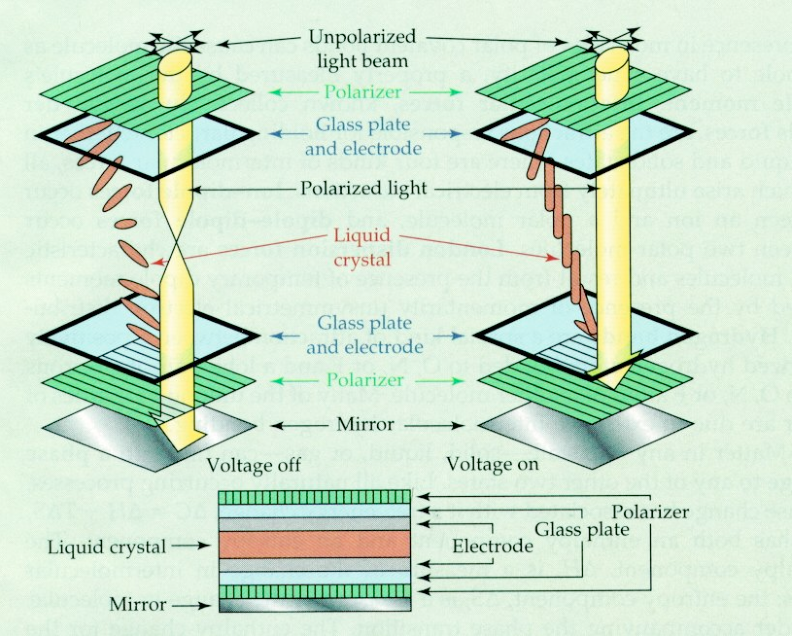 Unpolarized
light beam
Polarizer
Glass plate
and electrode
Polarized light
Liquid
crystal
Glass plate
and electrode
Polarizer
Mirror
Voltage off
Voltage on
Polarizer
Glass plate
Liquid crystal
Electrode
Mirror